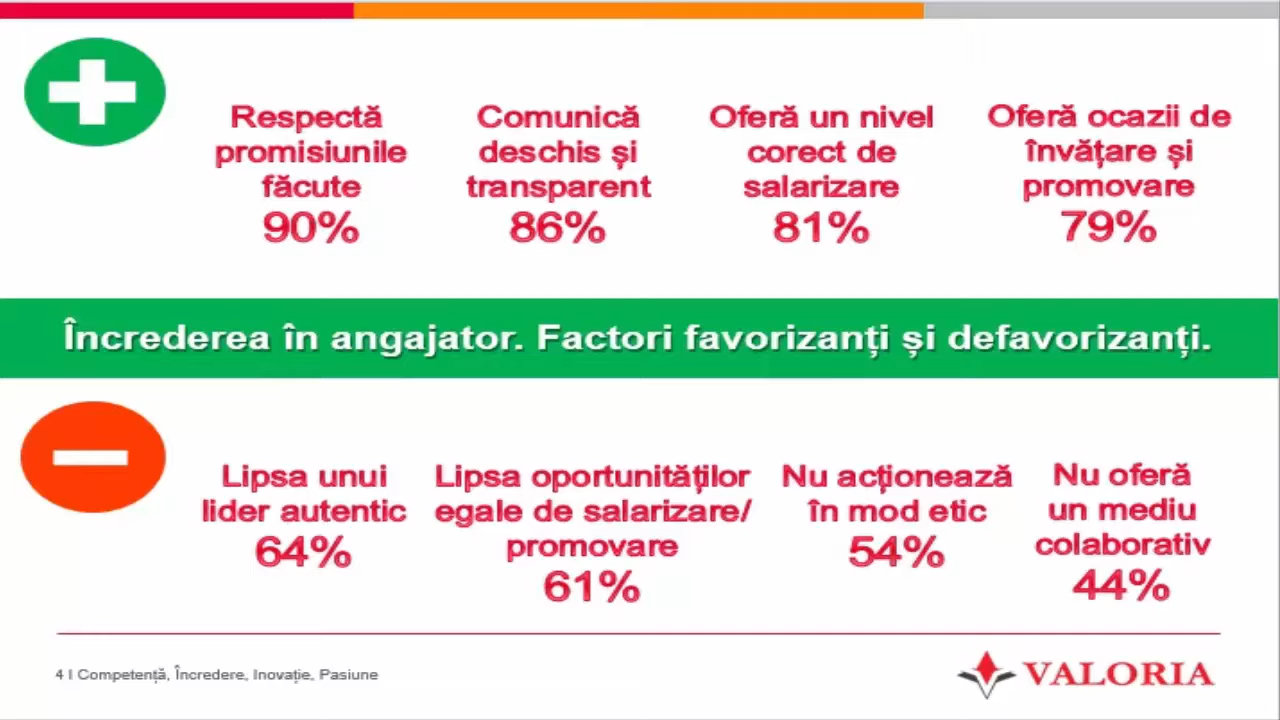 Respectă
promisiunile
făcute
90%
Comunică
deschis și
transparent
86%
Oferă un nivel
corect de
salarizare
81%
Oferă ocazii de
învățare și
promovare
79%
Încrederea în angajator. Factori favorizanți și defavorizanți.
Lipsa unui
lider autentic
64%
Lipsa oportunităților
egale de salarizare/
promovare
61%
Nu acționează
în mod etic
54%
Nu oferă
un mediu
colaborativ
44%
4 I Competență, Încredere, Inovație, Pasiune
VALORIA